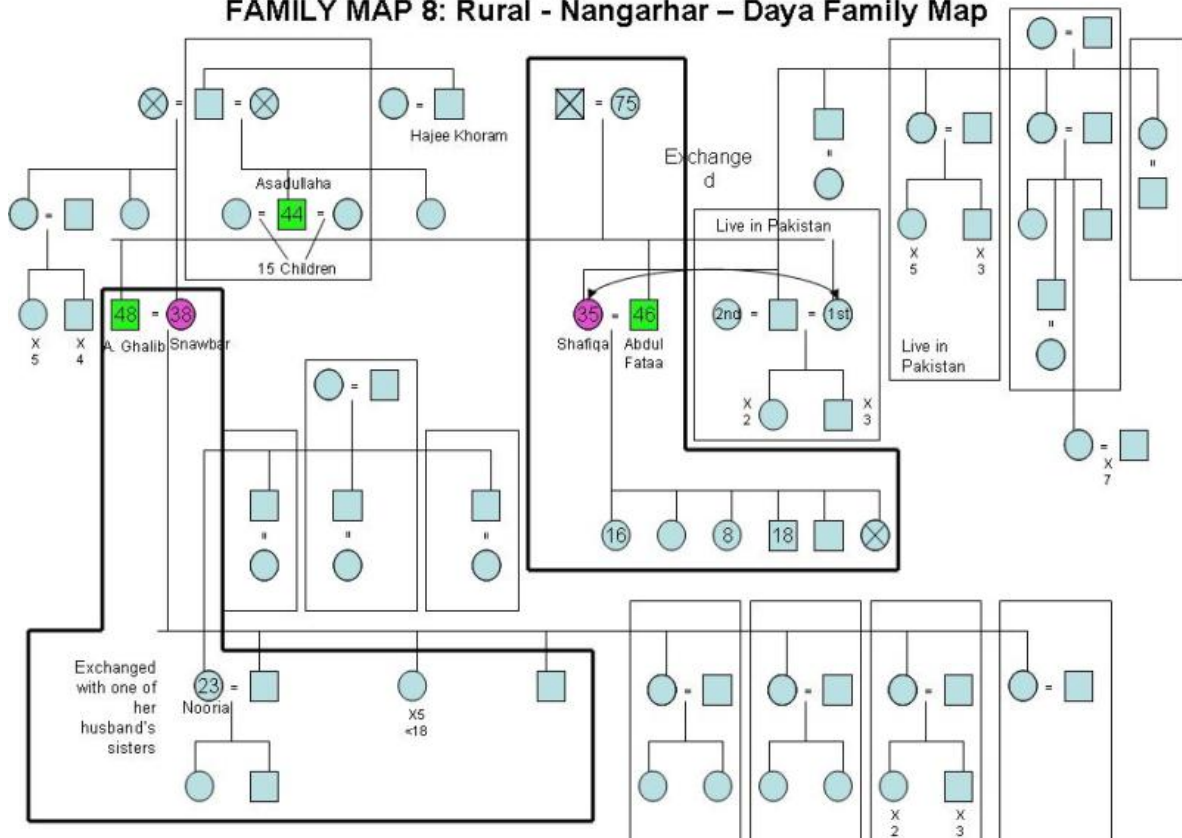 FAMILY MAP 8: Rural - Nangarhar – Daya Family Map
= =
=
= 75
=
Hajee Khoram
Exchange
d
=
=
=
=
Asadullaha
=
= 44 =
Live in Pakistan
X
5
X
3
15 Children
48 = 38
35 = 46
2nd = = 1st
=
X
5
X
4
A. Ghalib Snawbar
Shafiqa
Abdul
Fataa
Live in
Pakistan
=
X
2
X
3
=
X
7
=
=
=
16
8
18
Exchanged
with one of
her
husband's
sisters
23 =
Nooria
X5
<18
=
=
=
=
X
2
X
3